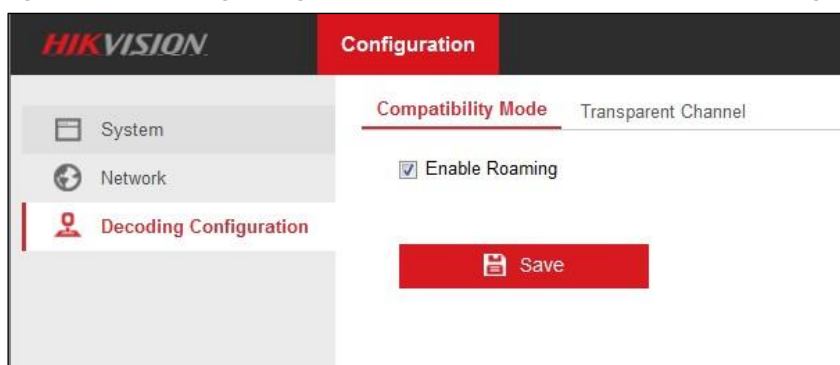 HIKVISION
Configuration
Compatibility Mode Transparent Channel
System
Enable Roaming
Network
Decoding Configuration
Save